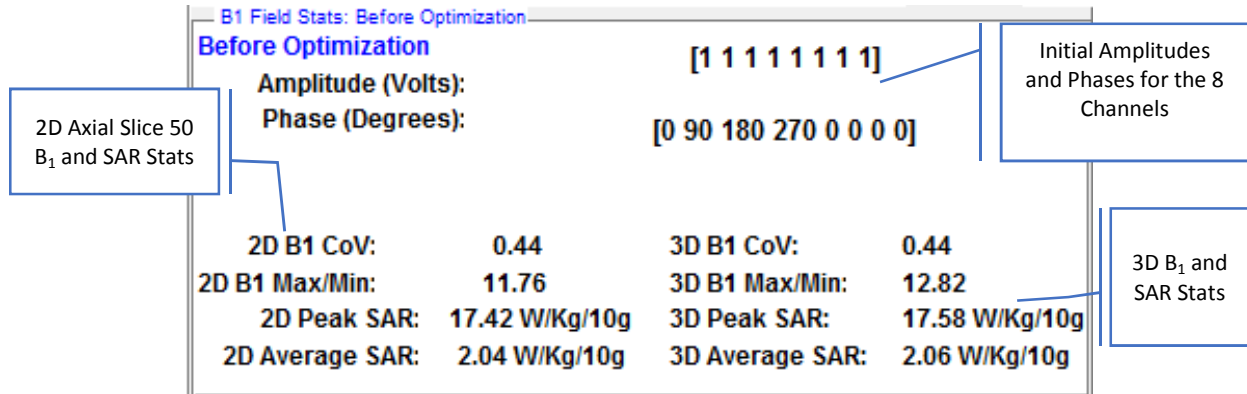 B1 Field Stats: Before Optimization
Before Optimization
[1 1 1 1 1 1 1 1]
Amplitude (Volts):
Phase (Degrees):
[0 90 180 270 0 0 0 0]
Initial Amplitudes
and Phases for the 8
Channels
2D Axial Slice 50
B1 and SAR Stats
2D B1 CoV: 0.44 3D B1 CoV: 0.44
2D B1 Max/Min: 11.76 3D B1 Max/Min: 12.82
2D Peak SAR: 17.42 W/Kg/10g 3D Peak SAR: 17.58 W/Kg/10g
2D Average SAR: 2.04 W/Kg/10g 3D Average SAR: 2.06 W/Kg/10g
3D B1 and
SAR Stats